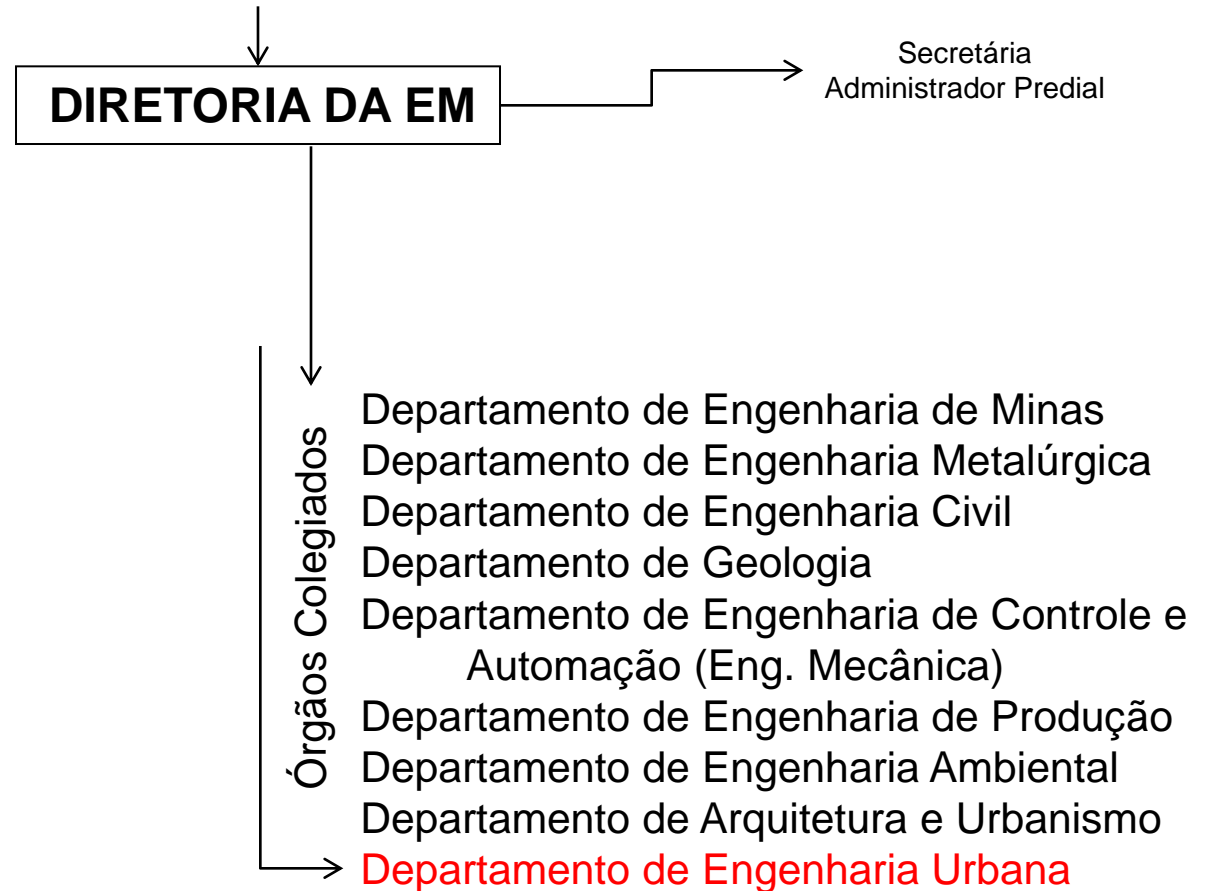 Secretária
Administrador Predial
DIRETORIA DA EM
Órgãos Colegiados
Departamento de Engenharia de Minas
Departamento de Engenharia Metalúrgica
Departamento de Engenharia Civil
Departamento de Geologia
Departamento de Engenharia de Controle e
Automação (Eng. Mecânica)
Departamento de Engenharia de Produção
Departamento de Engenharia Ambiental
Departamento de Arquitetura e Urbanismo
Departamento de Engenharia Urbana